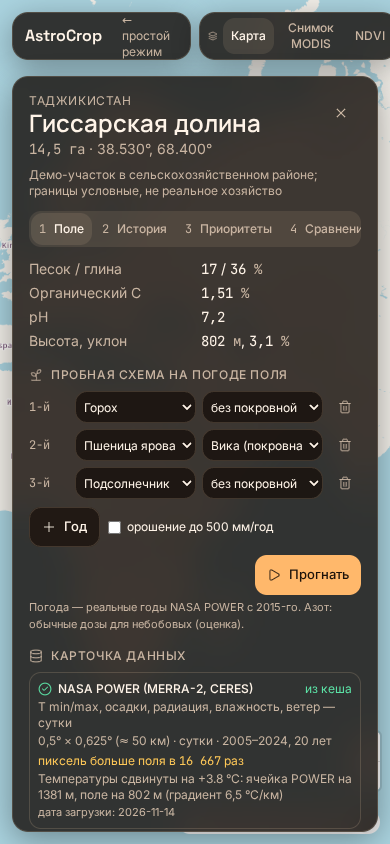 AstroCrop
←
простой
режим
Карта
Снимок
MODIS
NDVI
ТАДЖИКИСТАН
Гиссарская долина
14,5 га · 38.530°, 68.400°
Демо-участок в сельскохозяйственном районе;
границы условные, не реальное хозяйство
1 Поле 2 История 3 Приоритеты 4 Сравнени
Песок / глина 17 / 36 %
Органический C 1,51 %
pH 7,2
Высота, уклон 802 м, 3,1 %
ПРОБНАЯ СХЕМА НА ПОГОДЕ ПОЛЯ
1-й Горох без покровной
2-й Пшеница ярова Вика (покровна
3-й Подсолнечник без покровной
+ Год орошение до 500 мм/год
Прогнать
Погода — реальные годы NASA POWER с 2015-го. Азот:
обычные дозы для небобовых (оценка).
КАРТОЧКА ДАННЫХ
NASA POWER (MERRA-2, CERES) из кеша
T min/max, осадки, радиация, влажность, ветер —
сутки
0,5° × 0,625° (≈ 50 км) · сутки · 2005–2024, 20 лет
пиксель больше поля в 16 667 раз
Температуры сдвинуты на +3.8 °C: ячейка POWER на
1381 м, поле на 802 м (градиент 6,5 °C/км)
дата загрузки: 2026-11-14